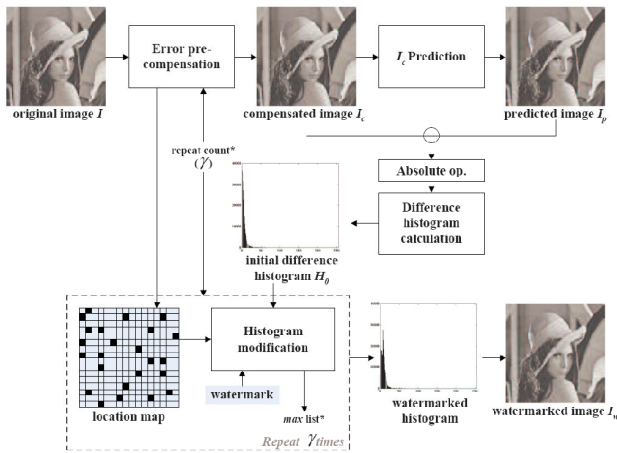 Error pre-
compensation
I_c Prediction
original image I
compensated image I_c
predicted image I_p
repeat count*
(γ)
Absolute op.
Difference
histogram
calculation
initial difference
histogram H_0
Histogram
modification
watermark
location map
max list*
watermarked
histogram
watermarked image I_w
Repeat γ times